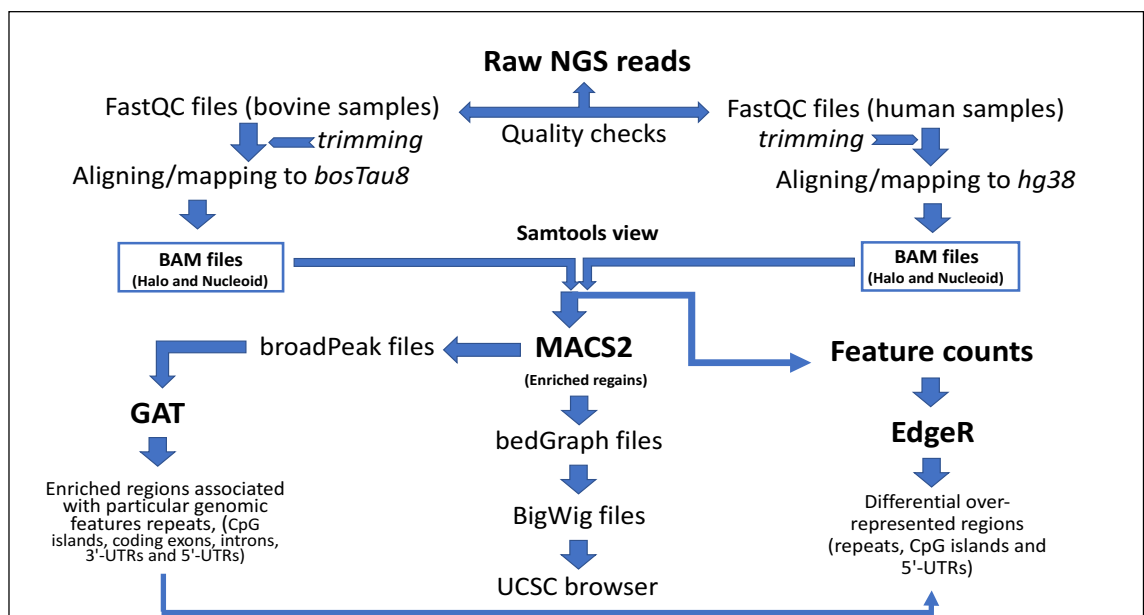 Raw NGS reads
FastQC files (bovine samples)
FastQC files (human samples)
Quality checks
trimming
trimming
Aligning/mapping to bosTau8
Aligning/mapping to hg38
Samtools view
BAM files
(Halo and Nucleoid)
BAM files
(Halo and Nucleoid)
broadPeak files
MACS2
(Enriched regains)
Feature counts
GAT
bedGraph files
EdgeR
Enriched regions associated
with particular genomic
features repeats, (CpG
islands, coding exons, introns,
3'-UTRs and 5'-UTRs)
BigWig files
Differential over-
represented regions
(repeats, CpG islands and
5'-UTRs)
UCSC browser